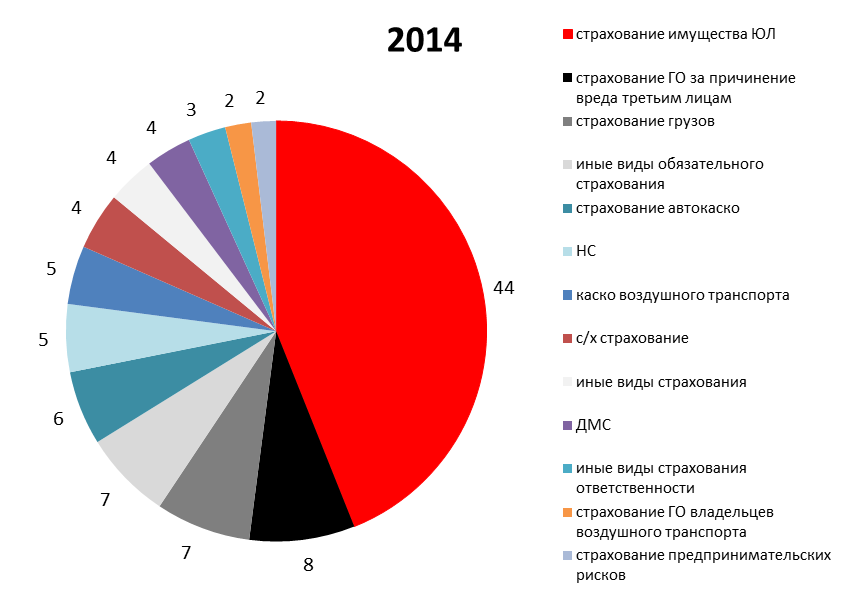 2014
44
8
7
7
6
5
5
4
4
4
3
2
2
страхование имущества ЮЛ
страхование ГО за причинение
вреда третьим лицам
страхование грузов
иные виды обязательного
страхования
страхование автокаско
НС
каско воздушного транспорта
с/х страхование
иные виды страхования
ДМС
иные виды страхования
ответственности
страхование ГО владельцев
воздушного транспорта
страхование предпринимательских
рисков